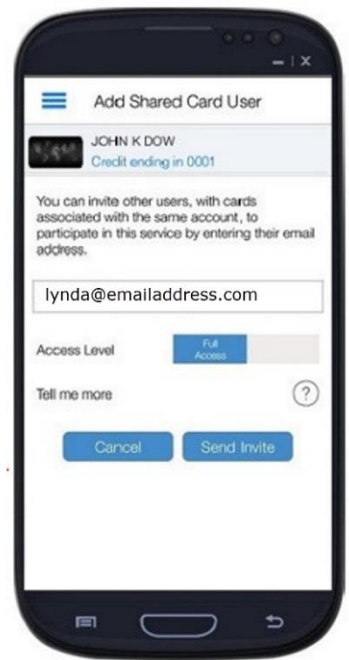 Add Shared Card User
JOHN K DOW
Credit ending in 0001
You can invite other users, with cards
associated with the same account, to
participate in this service by entering their email
address.
lynda@emailaddress.com
Access Level
Full
Access
Tell me more
?
Cancel
Send Invite